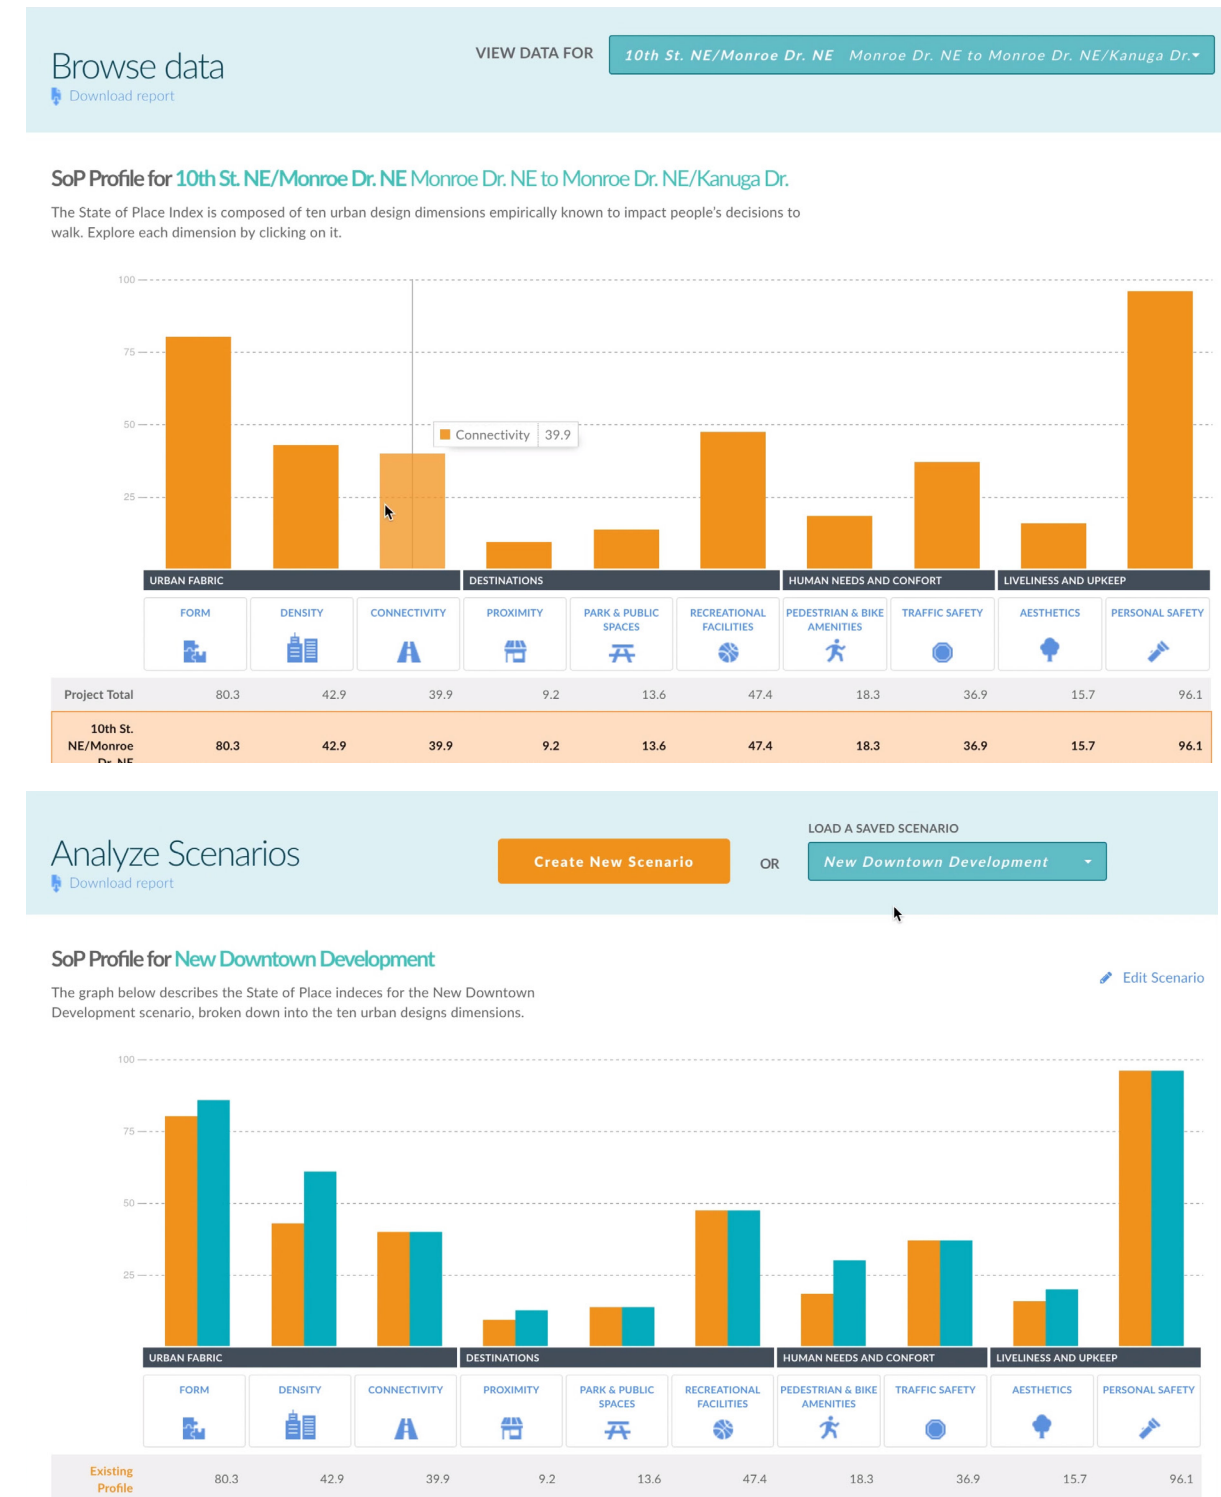 Browse data
Download report
VIEW DATA FOR
10th St. NE/Monroe Dr. NE Monroe Dr. NE to Monroe Dr. NE/Kanuga Dr.
SoP Profile for 10th St. NE/Monroe Dr. NE Monroe Dr. NE to Monroe Dr. NE/Kanuga Dr.
The State of Place Index is composed of ten urban design dimensions empirically known to impact people's decisions to
walk. Explore each dimension by clicking on it.
100
75
50
25
Connectivity 39.9
URBAN FABRIC DESTINATIONS HUMAN NEEDS AND CONFORT LIVELINESS AND UPKEEP
FORM DENSITY CONNECTIVITY PROXIMITY PARK & PUBLIC RECREATIONAL PEDESTRIAN & BIKE TRAFFIC SAFETY AESTHETICS PERSONAL SAFETY
SPACES FACILITIES AMENITIES
Project Total 80.3 42.9 39.9 9.2 13.6 47.4 18.3 36.9 15.7 96.1
10th St.
NE/Monroe 80.3 42.9 39.9 9.2 13.6 47.4 18.3 36.9 15.7 96.1
Dr. NE
Analyze Scenarios
Download report
Create New Scenario
OR
LOAD A SAVED SCENARIO
New Downtown Development
SoP Profile for New Downtown Development
Edit Scenario
The graph below describes the State of Place indeces for the New Downtown
Development scenario, broken down into the ten urban designs dimensions.
100
75
50
25
URBAN FABRIC DESTINATIONS HUMAN NEEDS AND CONFORT LIVELINESS AND UPKEEP
FORM DENSITY CONNECTIVITY PROXIMITY PARK & PUBLIC RECREATIONAL PEDESTRIAN & BIKE TRAFFIC SAFETY AESTHETICS PERSONAL SAFETY
SPACES FACILITIES AMENITIES
Existing
Profile 80.3 42.9 39.9 9.2 13.6 47.4 18.3 36.9 15.7 96.1